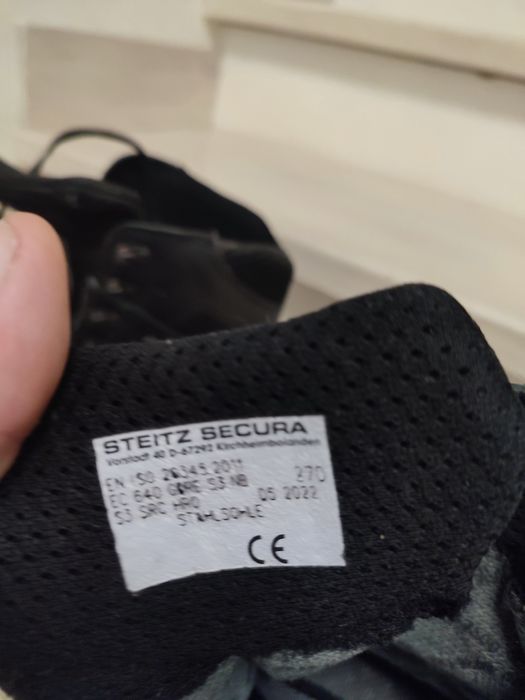 STEITZ SECURA
Vorstadt 40 D-67292 Kirchheimbolanden
EN ISO 20345.2011 270
EC 640 GORE S3 NB 05 2022
S3 SRC HRO
STAHLSOHLE
CE